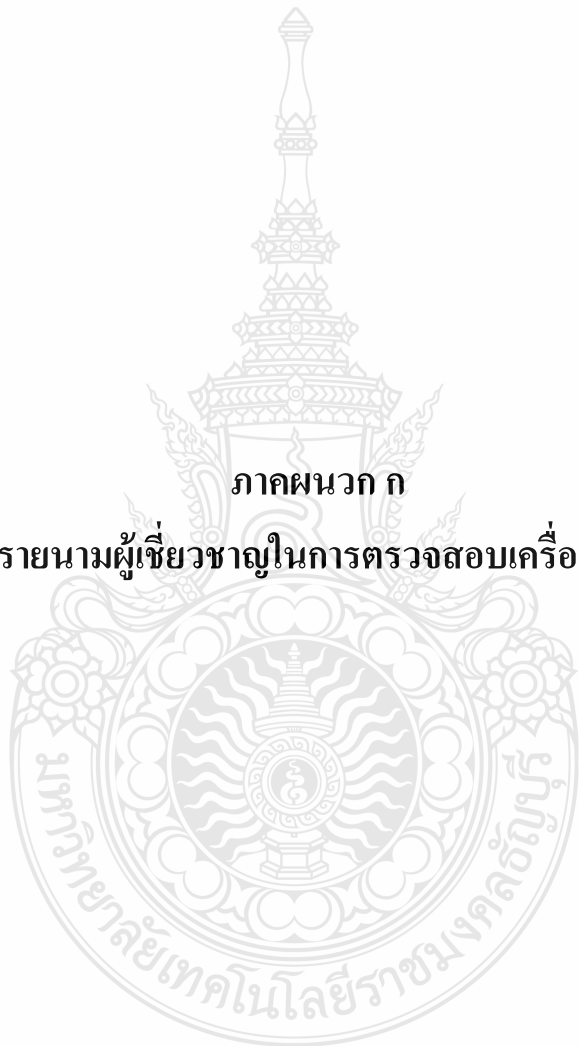 ภาคผนวก ก
รายนามผู้เชี่ยวชาญในการตรวจสอบเครื่อ
มหาวิทยาลัยเทคโนโลยีราชมงคลธัญบุรี